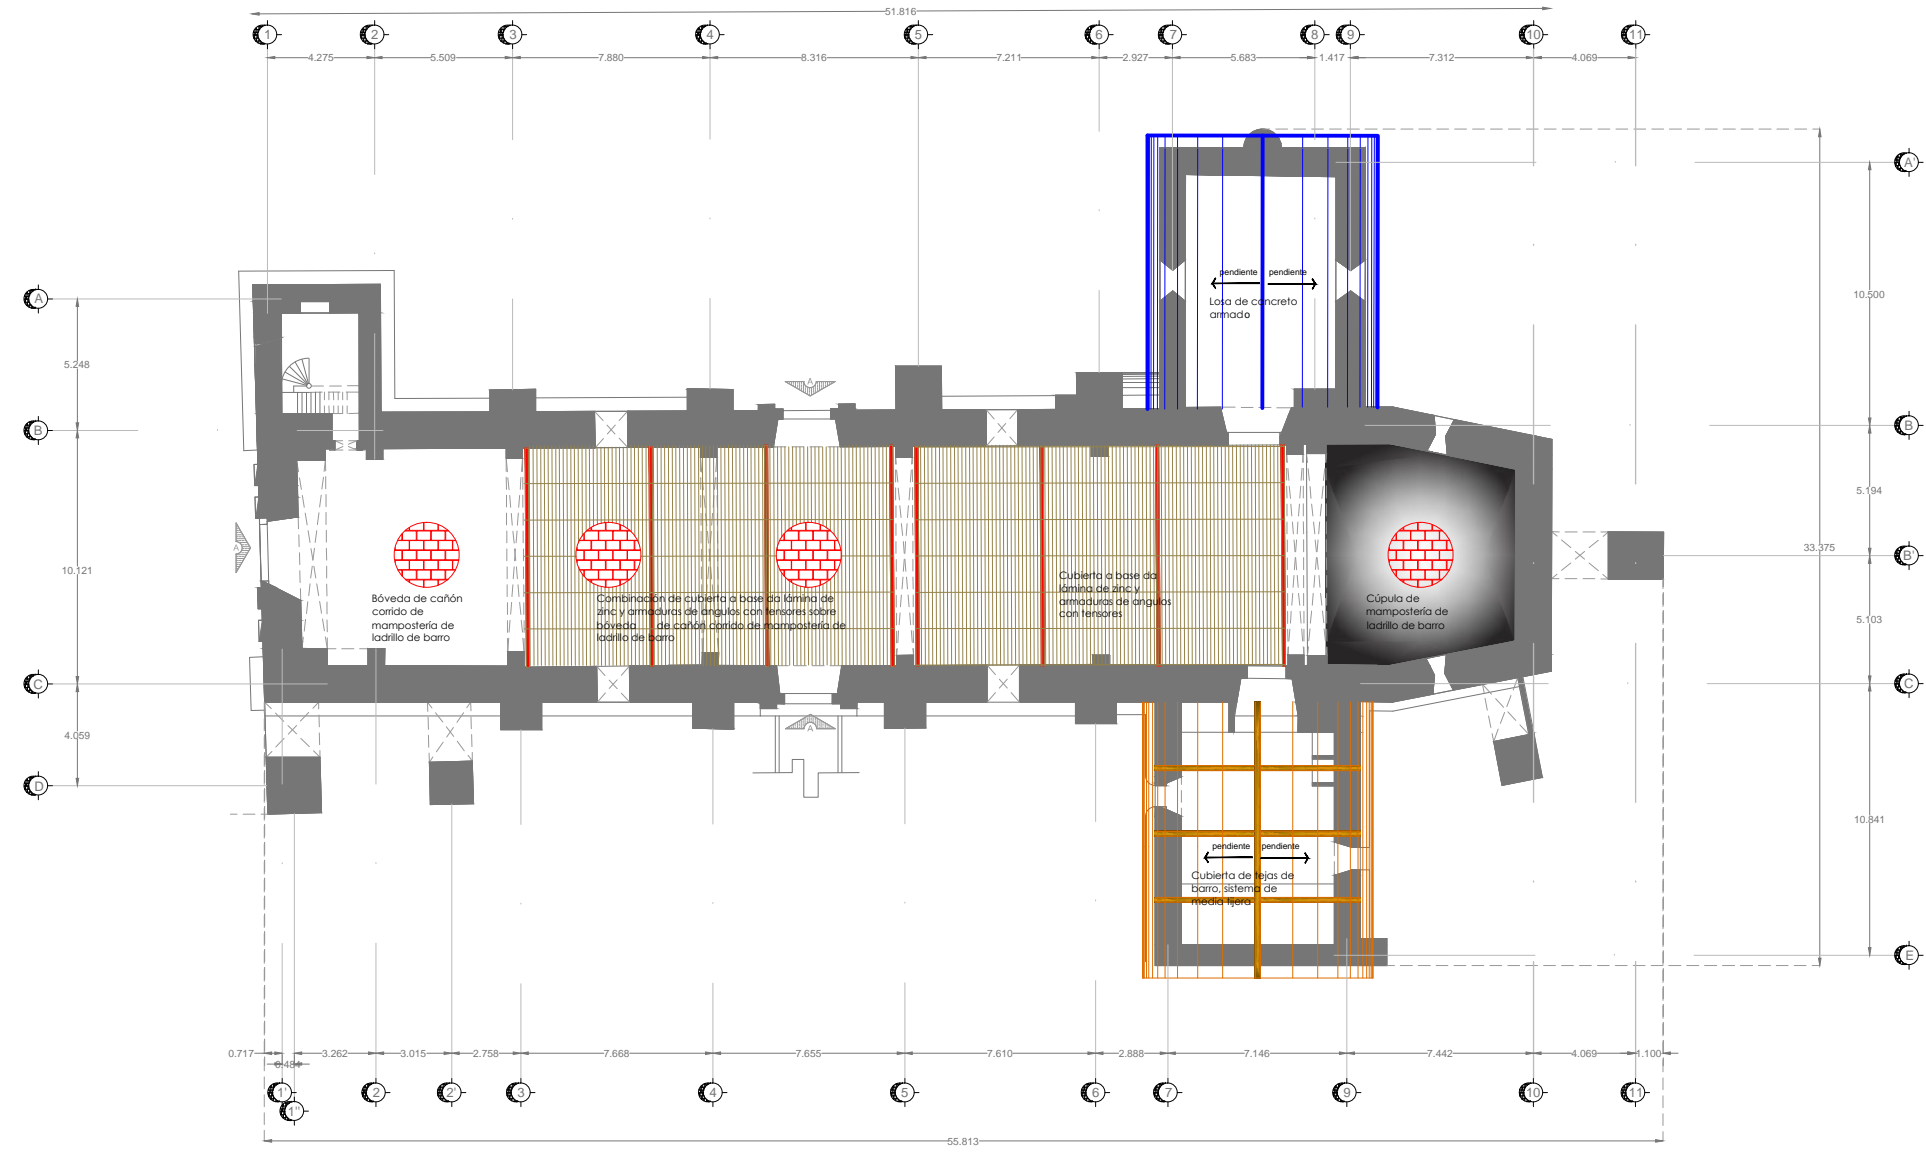 51.816
1 2 3 4 5 6 7 8 9 10 11
4.275 5.509 7.880 8.316 7.211 2.927 5.683 1.417 7.312 4.069
A'
A
10.500
5.248
pendiente pendiente
Losa de concreto
armado
A
B
B
5.194
A
10.121
33.375
B'
Bóveda de cañón
corrido de
mampostería de
ladrillo de barro
Combinación de cubierta a base da lámina de
zinc y armaduras de angulos con tensores sobre
bóveda de cañón corrido de mampostería de
ladrillo de barro
Cubierta a base da
lámina de zinc y
armaduras de angulos
con tensores
Cúpula de
mampostería de
ladrillo de barro
5.103
C
C
A
4.059
D
10.841
pendiente pendiente
Cubierta de tejas de
barro, sistema de
media tijera
E
0.717 3.262 3.015 2.758 7.668 7.655 7.610 2.888 7.146 7.442 4.069 1.100
1' 2 2' 3 4 5 6 7 9 10 11
1"
55.813